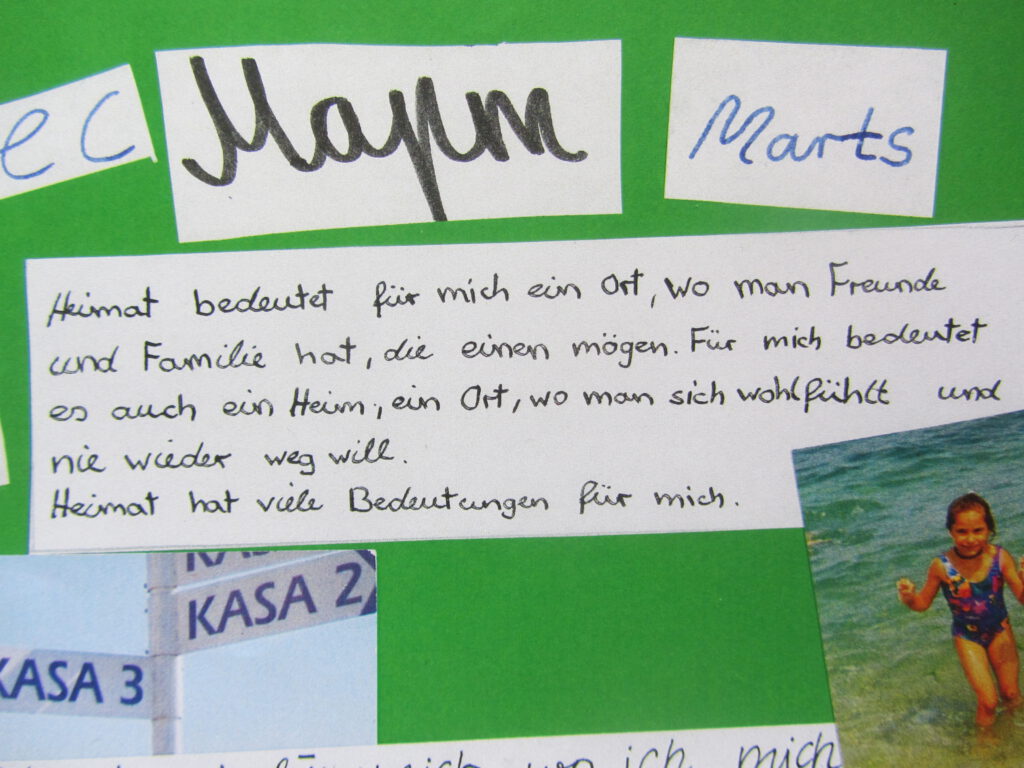 ec Март Marts
Heimat bedeutet für mich ein Ort, wo man Freunde
und Familie hat, die einen mögen. Für mich bedeutet
es auch ein Heim, ein Ort, wo man sich wohlfühlt und
nie wieder weg will.
Heimat hat viele Bedeutungen für mich.
KASA 2
KASA 3
wo ich mich